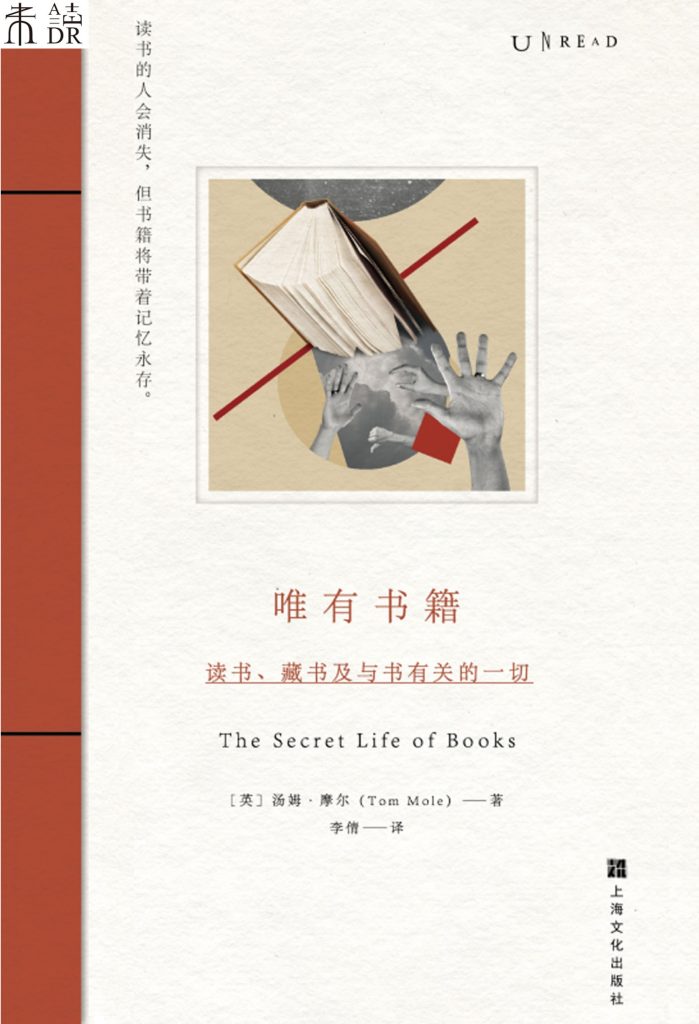 未讀
A三吉
DR
UNREAD
读书的人会消失，但书籍将带着记忆永存。
唯有书籍
读书、藏书及与书有关的一切
The Secret Life of Books
［英］汤姆·摩尔（Tom Mole）——著
李倩——译
上海文化出版社